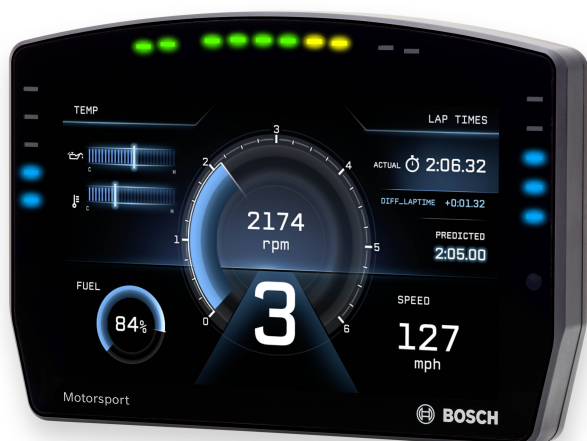 TEMP
C H
C H
FUEL
84%
0 1 2 3 4 5 6
2174
rpm
3
LAP TIMES
ACTUAL 2:06.32
DIFF_LAPTIME +0:01.32
PREDICTED
2:05.00
SPEED
127
mph
Motorsport
BOSCH